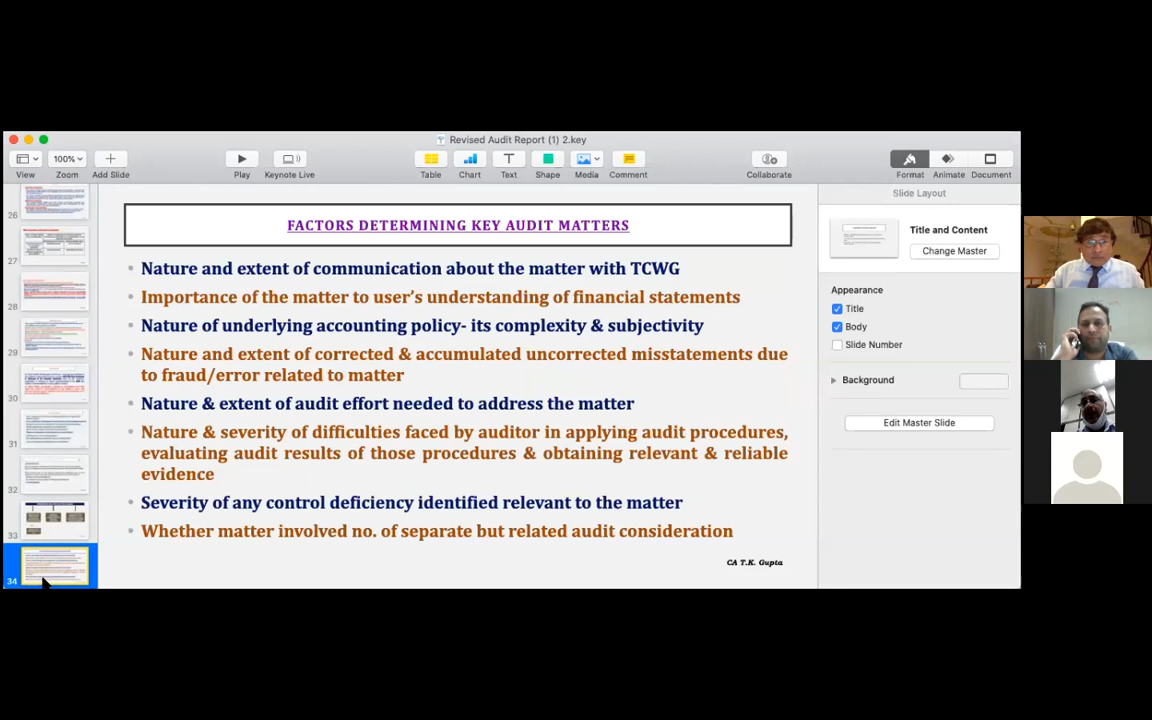 Revised Audit Report (1) 2.key
100%
View
Zoom
Add Slide
Play
Keynote Live
Table
Chart
Text
Shape
Media
Comment
Collaborate
Format
Animate
Document
26
27
28
29
30
31
32
33
34
FACTORS DETERMINING KEY AUDIT MATTERS
Nature and extent of communication about the matter with TCWG
Importance of the matter to user’s understanding of financial statements
Nature of underlying accounting policy- its complexity & subjectivity
Nature and extent of corrected & accumulated uncorrected misstatements due
to fraud/error related to matter
Nature & extent of audit effort needed to address the matter
Nature & severity of difficulties faced by auditor in applying audit procedures,
evaluating audit results of those procedures & obtaining relevant & reliable
evidence
Severity of any control deficiency identified relevant to the matter
Whether matter involved no. of separate but related audit consideration
CA T.K. Gupta
Slide Layout
Title and Content
Change Master
Appearance
Title
Body
Slide Number
Background
Edit Master Slide